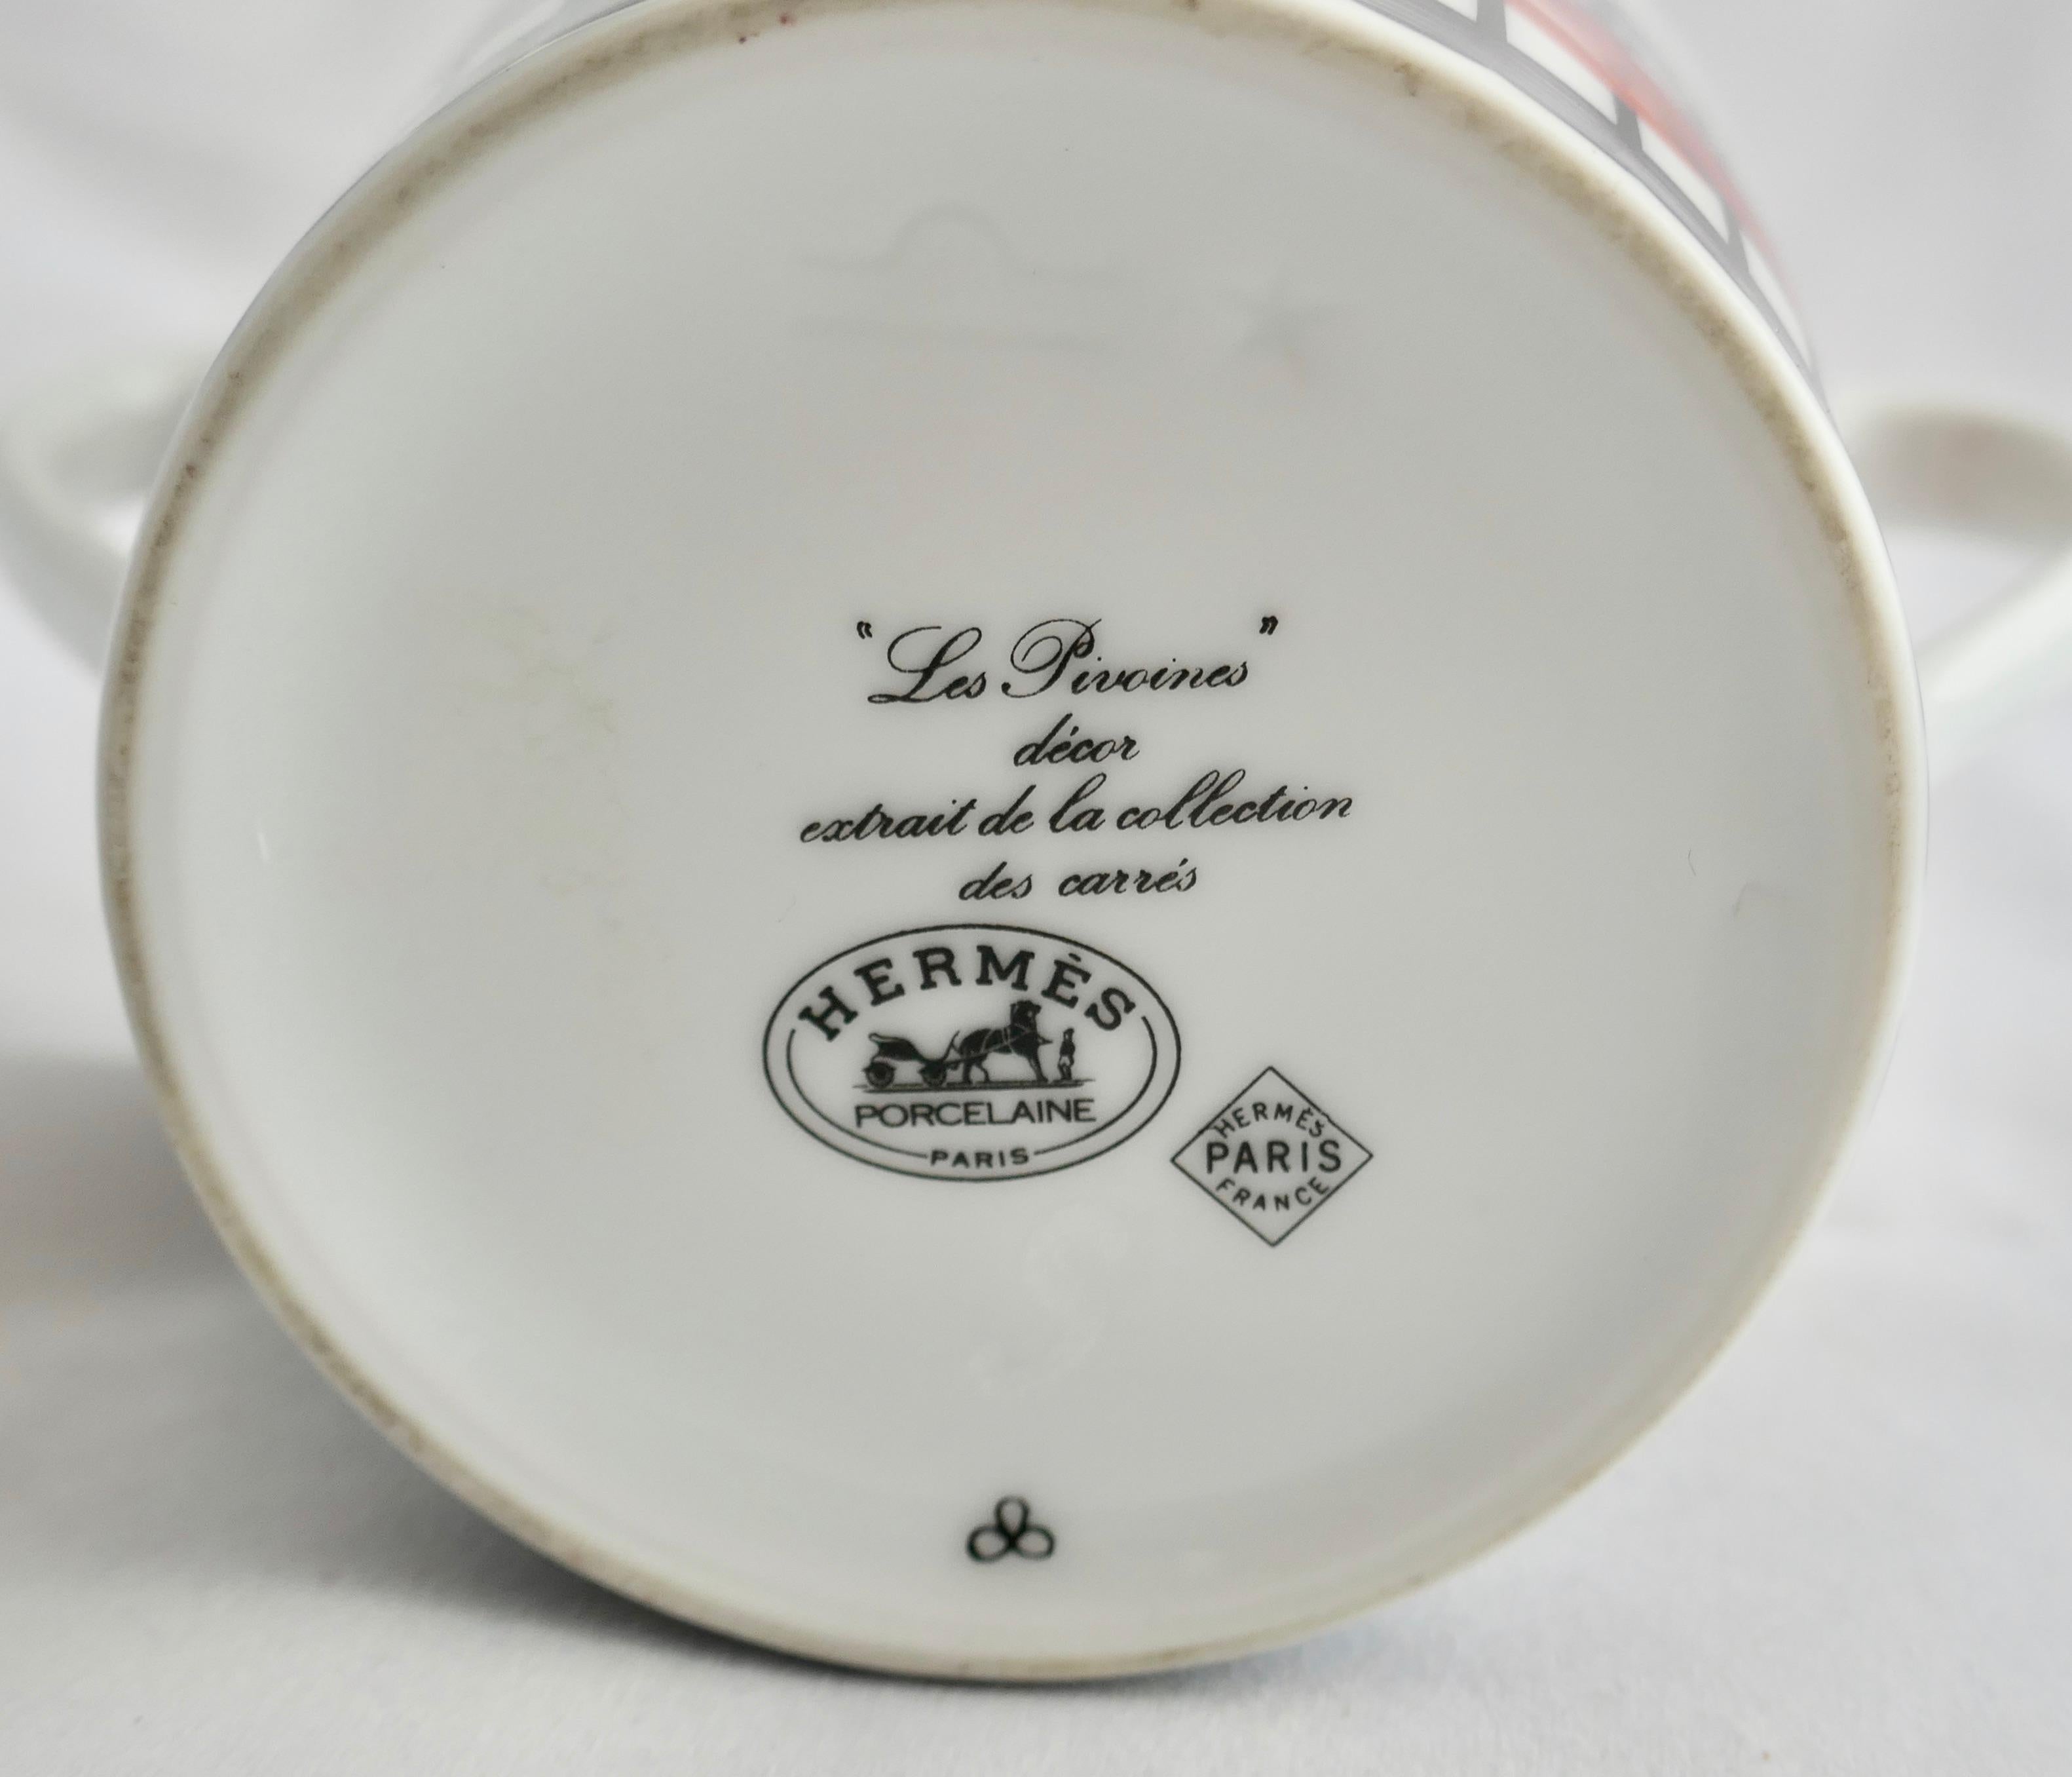 "Les Pivoines"
décor
extrait de la collection
des carrés
HERMÈS
PORCELAINE
PARIS
HERMÈS
PARIS
FRANCE